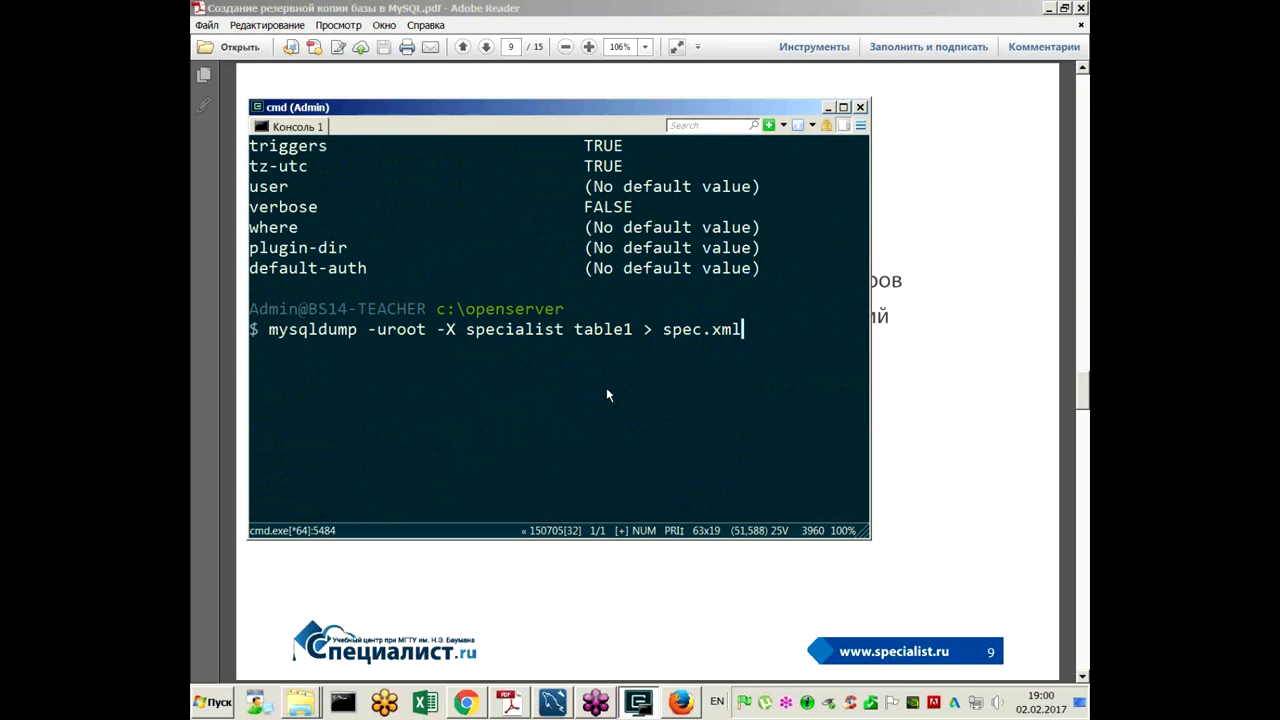 Создание резервной копии базы в MySQL.pdf - Adobe Reader
Файл Редактирование Просмотр Окно Справка
Открыть 9 / 15 106% Инструменты Заполнить и подписать Комментарии
cmd (Admin)
Консоль 1 Search
triggers TRUE
tz-utc TRUE
user (No default value)
verbose FALSE
where (No default value)
plugin-dir (No default value)
default-auth (No default value)
ров
Admin@BS14-TEACHER c:\openserver
ий
$ mysqldump -uroot -X specialist table1 > spec.xml
cmd.exe[*64]:5484 « 150705[32] 1/1 [+] NUM PRI↕ 63x19 (51,588) 25V 3960 100%
Учебный центр при МГТУ им. Н.Э. Баумана
Специалист.ru
www.specialist.ru 9
Пуск EN 19:00
02.02.2017